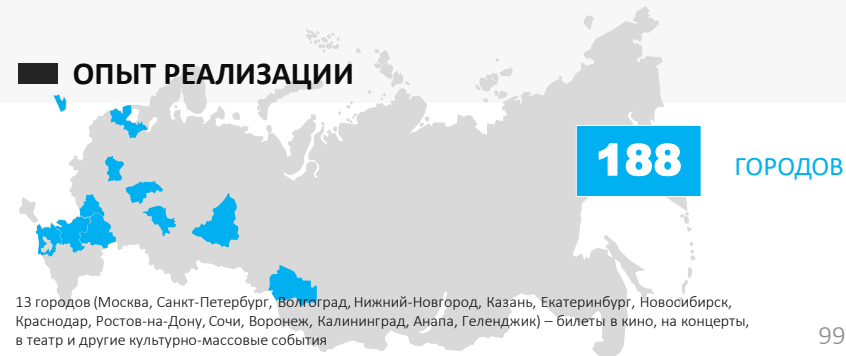 ОПЫТ РЕАЛИЗАЦИИ
188 ГОРОДОВ
13 городов (Москва, Санкт-Петербург, Волгоград, Нижний-Новгород, Казань, Екатеринбург, Новосибирск,
Краснодар, Ростов-на-Дону, Сочи, Воронеж, Калининград, Анапа, Геленджик) – билеты в кино, на концерты,
в театр и другие культурно-массовые события
99